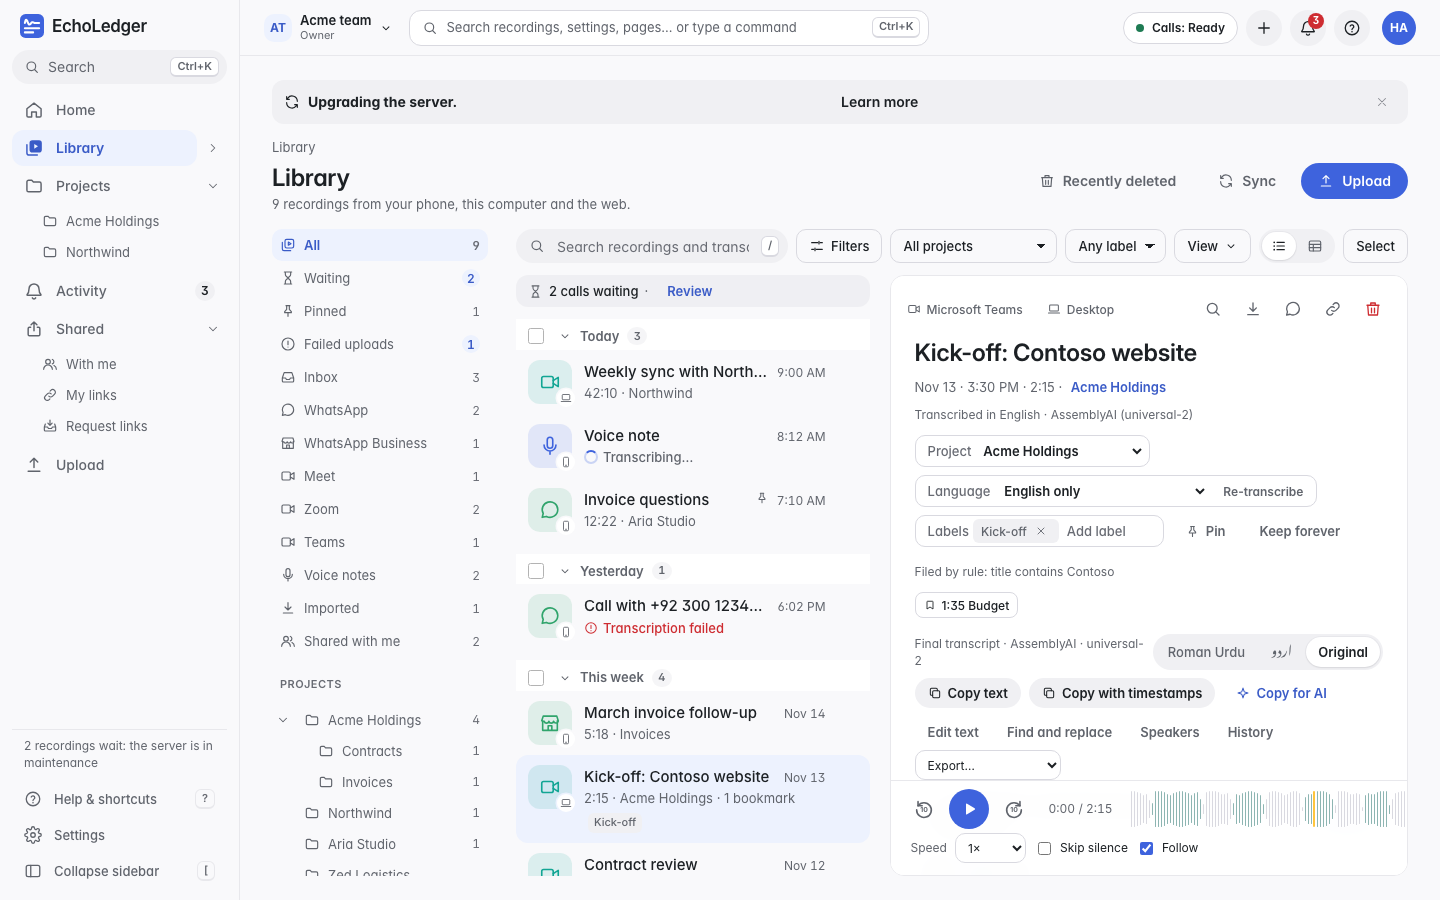 EchoLedger
Search Ctrl+K
Home
Library
Projects
Acme Holdings
Northwind
Activity 3
Shared
With me
My links
Request links
Upload
2 recordings wait: the server is in
maintenance
Help & shortcuts ?
Settings
Collapse sidebar [
AT Acme team
Owner
Search recordings, settings, pages... or type a command Ctrl+K
Calls: Ready
3
HA
Upgrading the server. Learn more
Library
Library
9 recordings from your phone, this computer and the web.
Recently deleted Sync Upload
All 9
Waiting 2
Pinned 1
Failed uploads 1
Inbox 3
WhatsApp 2
WhatsApp Business 1
Meet 1
Zoom 2
Teams 1
Voice notes 2
Imported 1
Shared with me 2
PROJECTS
Acme Holdings 4
Contracts 1
Invoices 1
Northwind 1
Aria Studio 1
Zed Logistics
Search recordings and transc /
Filters All projects Any label View Select
2 calls waiting · Review
Today 3
Weekly sync with North... 9:00 AM
42:10 · Northwind
Voice note 8:12 AM
Transcribing...
Invoice questions 7:10 AM
12:22 · Aria Studio
Yesterday 1
Call with +92 300 1234... 6:02 PM
Transcription failed
This week 4
March invoice follow-up Nov 14
5:18 · Invoices
Kick-off: Contoso website Nov 13
2:15 · Acme Holdings · 1 bookmark
Kick-off
Contract review Nov 12
Microsoft Teams Desktop
Kick-off: Contoso website
Nov 13 · 3:30 PM · 2:15 · Acme Holdings
Transcribed in English · AssemblyAI (universal-2)
Project Acme Holdings
Language English only Re-transcribe
Labels Kick-off × Add label Pin Keep forever
Filed by rule: title contains Contoso
1:35 Budget
Final transcript · AssemblyAI · universal-
2
Roman Urdu اردو Original
Copy text Copy with timestamps Copy for AI
Edit text Find and replace Speakers History
Export...
10 10 0:00 / 2:15
Speed 1× Skip silence Follow